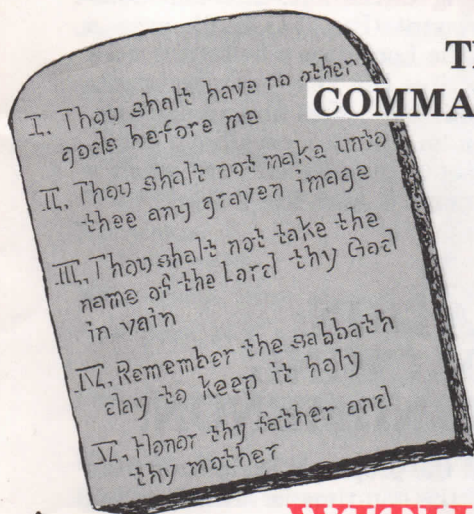 COMMA
I. Thou shalt have no other
gods before me
II. Thou shalt not make unto
thee any graven image
III. Thou shalt not take the
name of the Lord thy God
in vain
IV. Remember the sabbath
day to keep it holy
V. Honor thy father and
thy mother